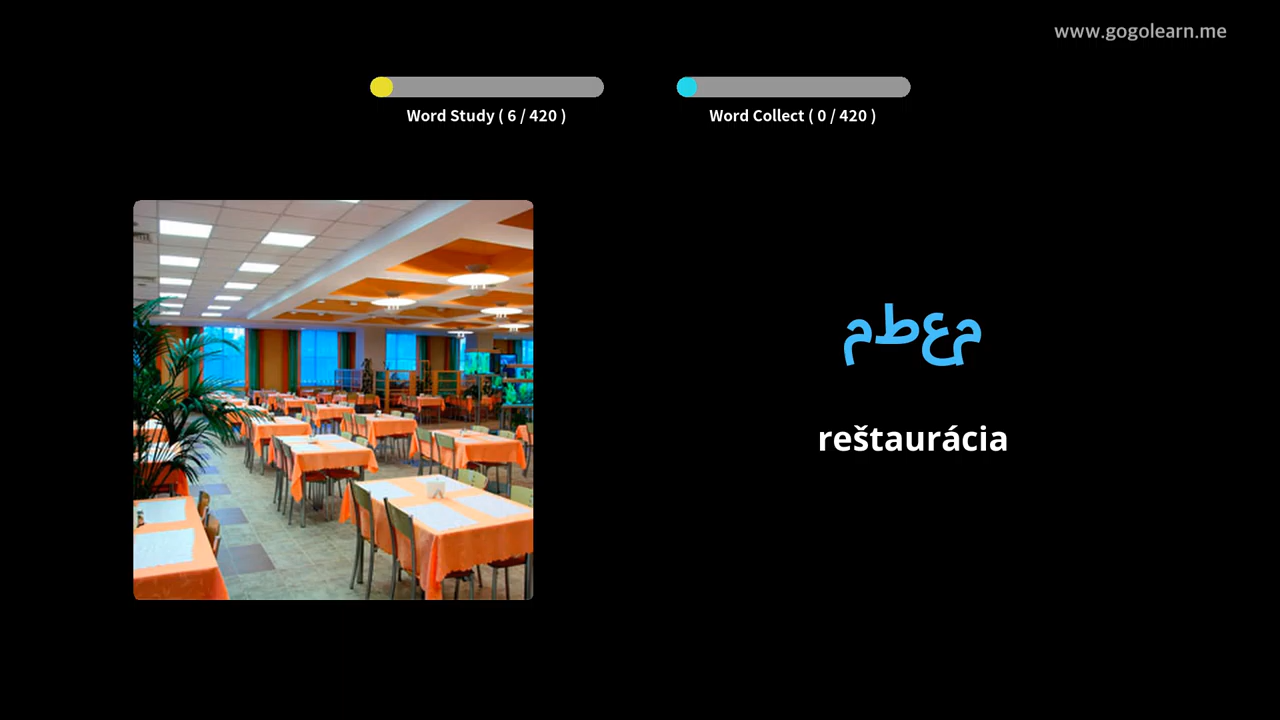 www.gogolearn.me
Word Study ( 6 / 420 )
Word Collect ( 0 / 420 )
مطعم
reštaurácia